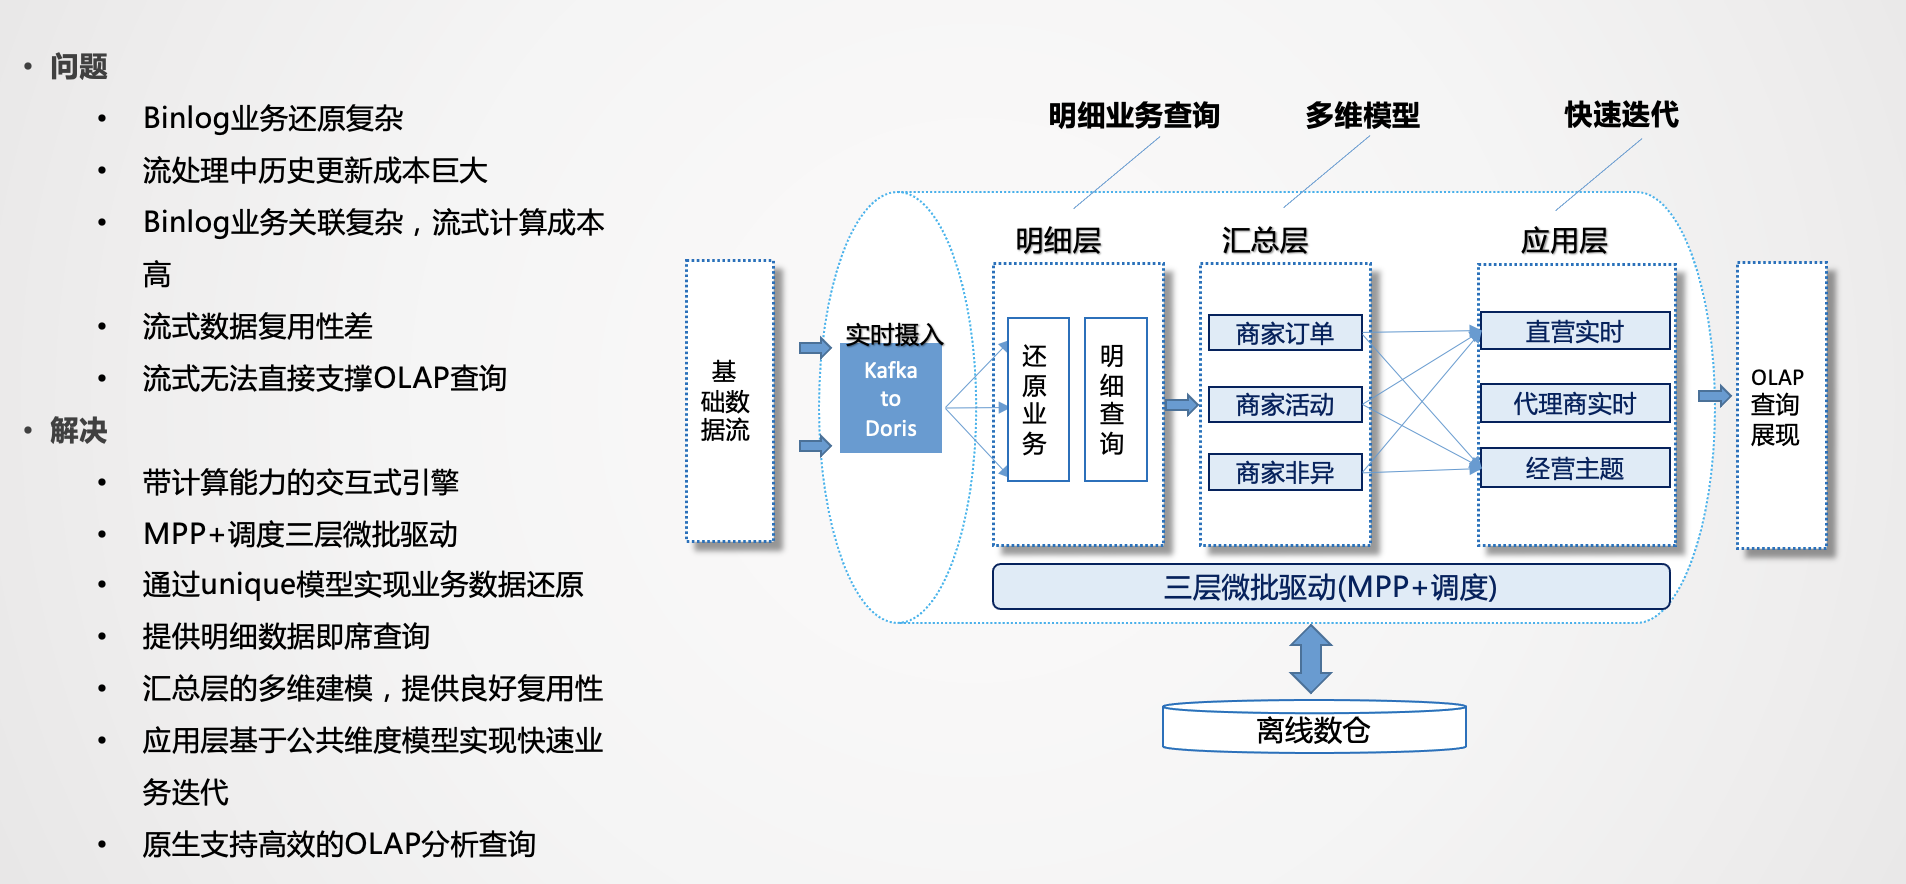 • 问题
• Binlog业务还原复杂
• 流处理中历史更新成本巨大
• Binlog业务关联复杂，流式计算成本
高
• 流式数据复用性差
• 流式无法直接支撑OLAP查询
• 解决
• 带计算能力的交互式引擎
• MPP+调度三层微批驱动
• 通过unique模型实现业务数据还原
• 提供明细数据即席查询
• 汇总层的多维建模，提供良好复用性
• 应用层基于公共维度模型实现快速业
务迭代
• 原生支持高效的OLAP分析查询
明细业务查询
多维模型
快速迭代
基
础数
据流
实时摄入
Kafka
to
Doris
明细层
还
原
业
务
明
细
查
询
汇总层
商家订单
商家活动
商家非异
应用层
直营实时
代理商实时
经营主题
三层微批驱动(MPP+调度)
OLAP
查询
展现
离线数仓